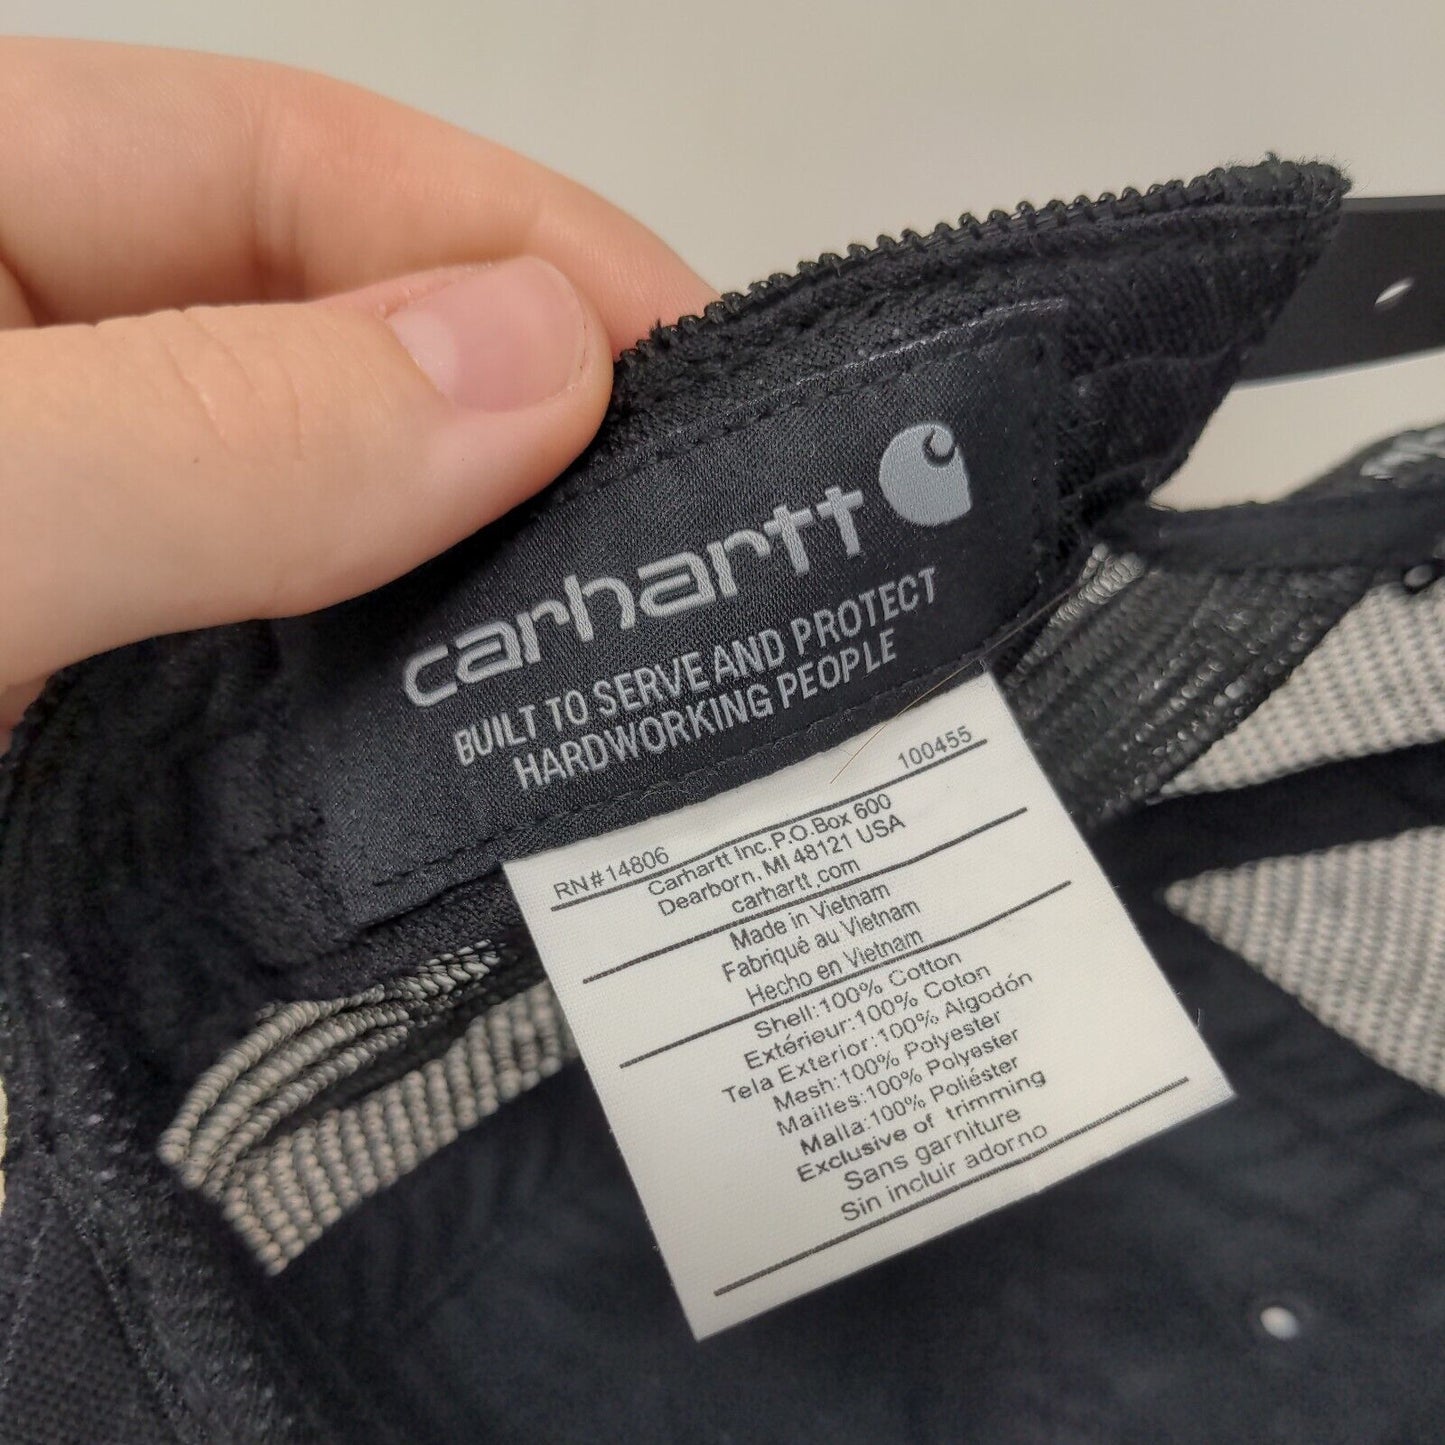 carhartt
BUILT TO SERVE AND PROTECT
HARDWORKING PEOPLE
RN#14806 100455
Carhartt Inc.P.O.Box 600
Dearborn, MI 48121 USA
carhartt.com
Made in Vietnam
Fabriqué au Vietnam
Hecho en Vietnam
Shell:100% Cotton
Extérieur:100% Coton
Tela Exterior:100% Algodón
Mesh:100% Polyester
Mailles:100% Polyester
Malla:100% Poliéster
Exclusive of trimming
Sans garniture
Sin incluir adorno